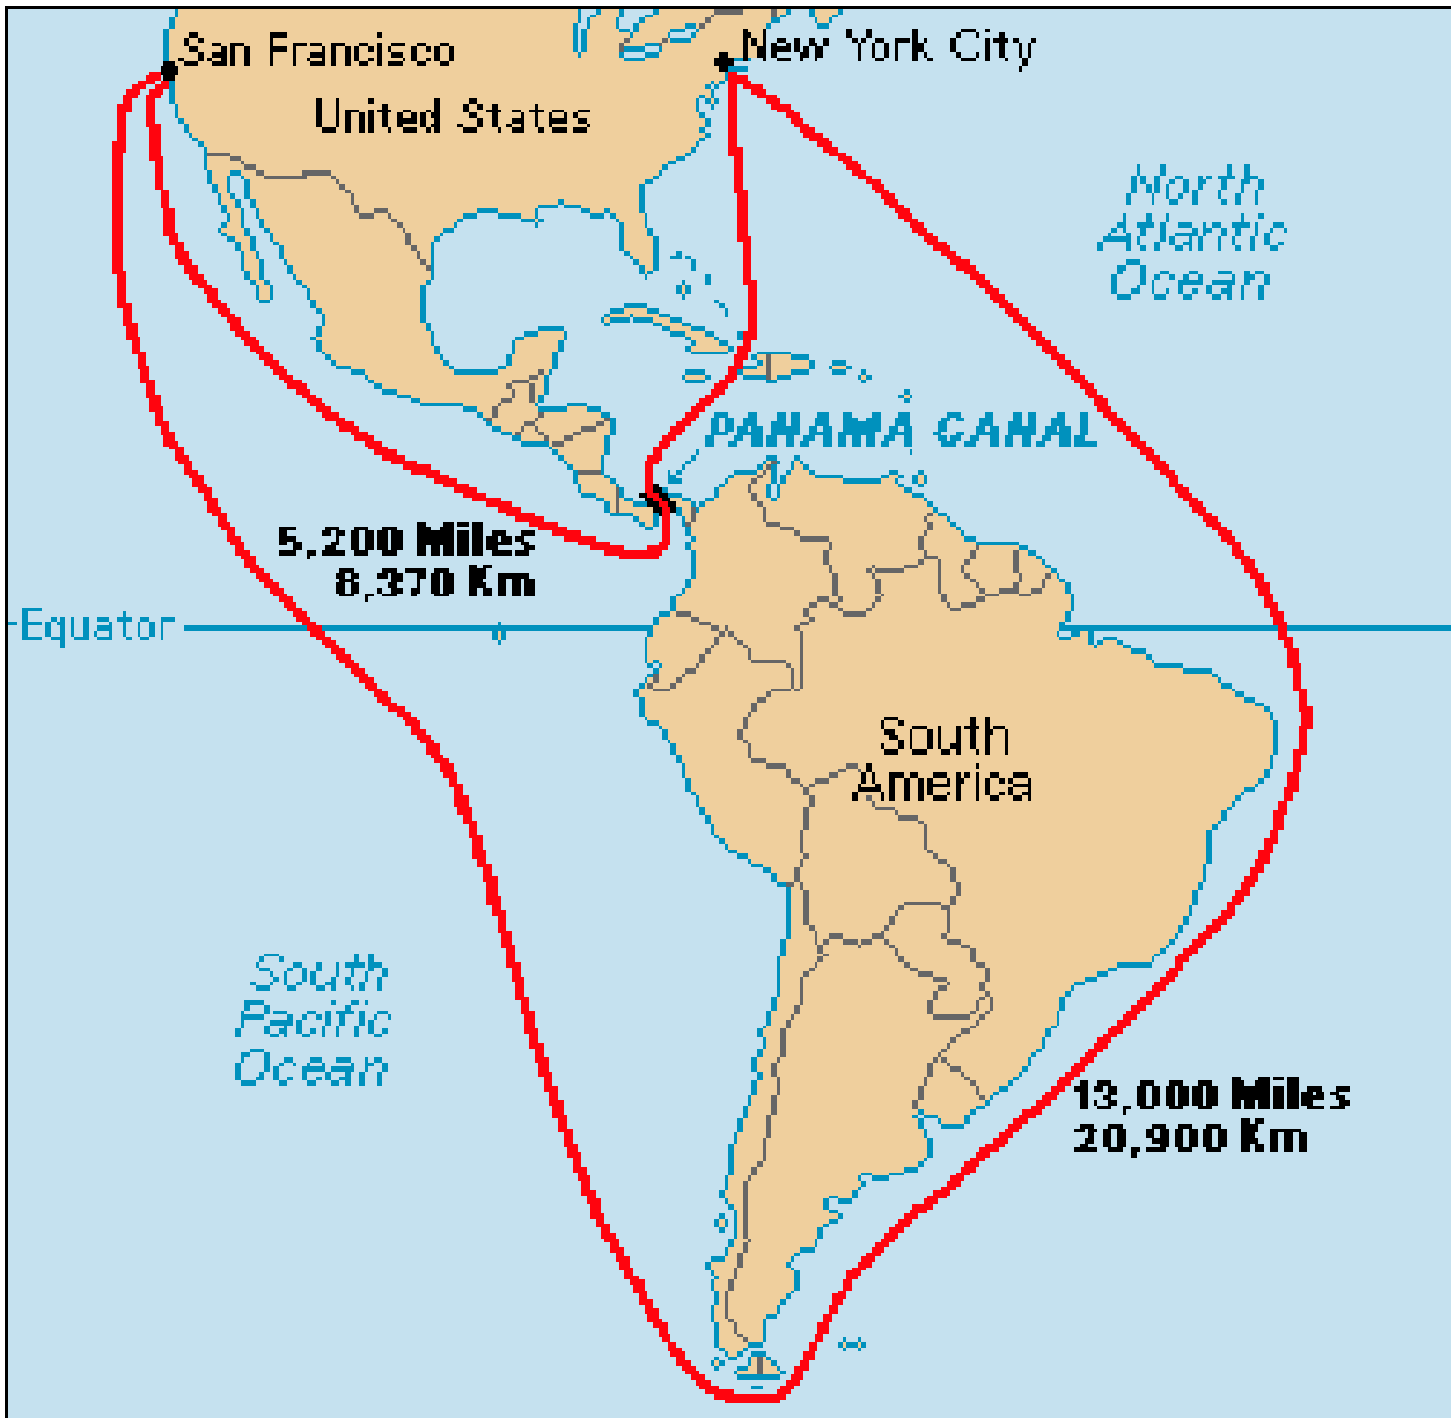 San Francisco
New York City
United States
North
Atlantic
Ocean
PANAMA CANAL
5,200 Miles
8,370 Km
Equator
South
America
South
Pacific
Ocean
13,000 Miles
20,900 Km